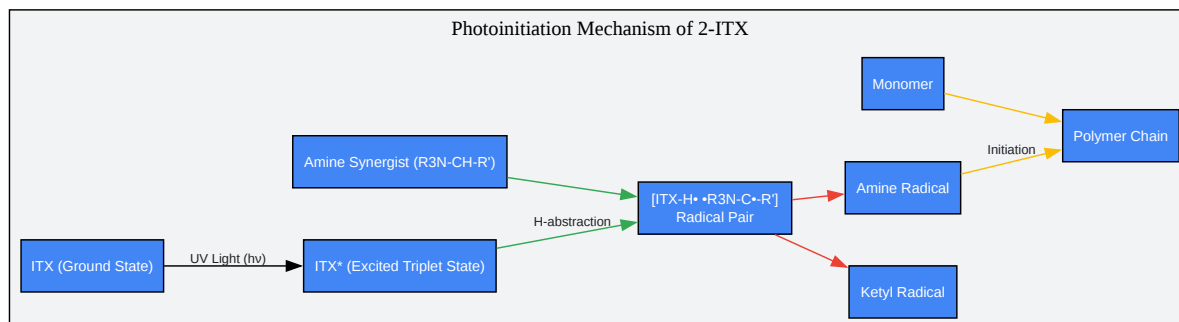 Photoinitiation Mechanism of 2-ITX
Monomer
Polymer Chain
Initiation
Amine Synergist (R3N-CH-R')
Amine Radical
[ITX-H• •R3N-C•-R']
Radical Pair
H-abstraction
UV Light (hν)
ITX (Ground State)
ITX* (Excited Triplet State)
Ketyl Radical